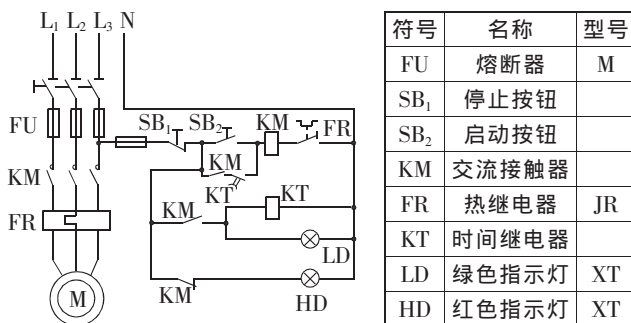 L₁ L₂ L₃ N
FU
SB₁ SB₂ KM FR
KM
KT
KM
KM KT
FR
LD
M KM
HD
符号 名称 型号
FU 熔断器 M
SB₁ 停止按钮
SB₂ 启动按钮
KM 交流接触器
FR 热继电器 JR
KT 时间继电器
LD 绿色指示灯 XT
HD 红色指示灯 XT